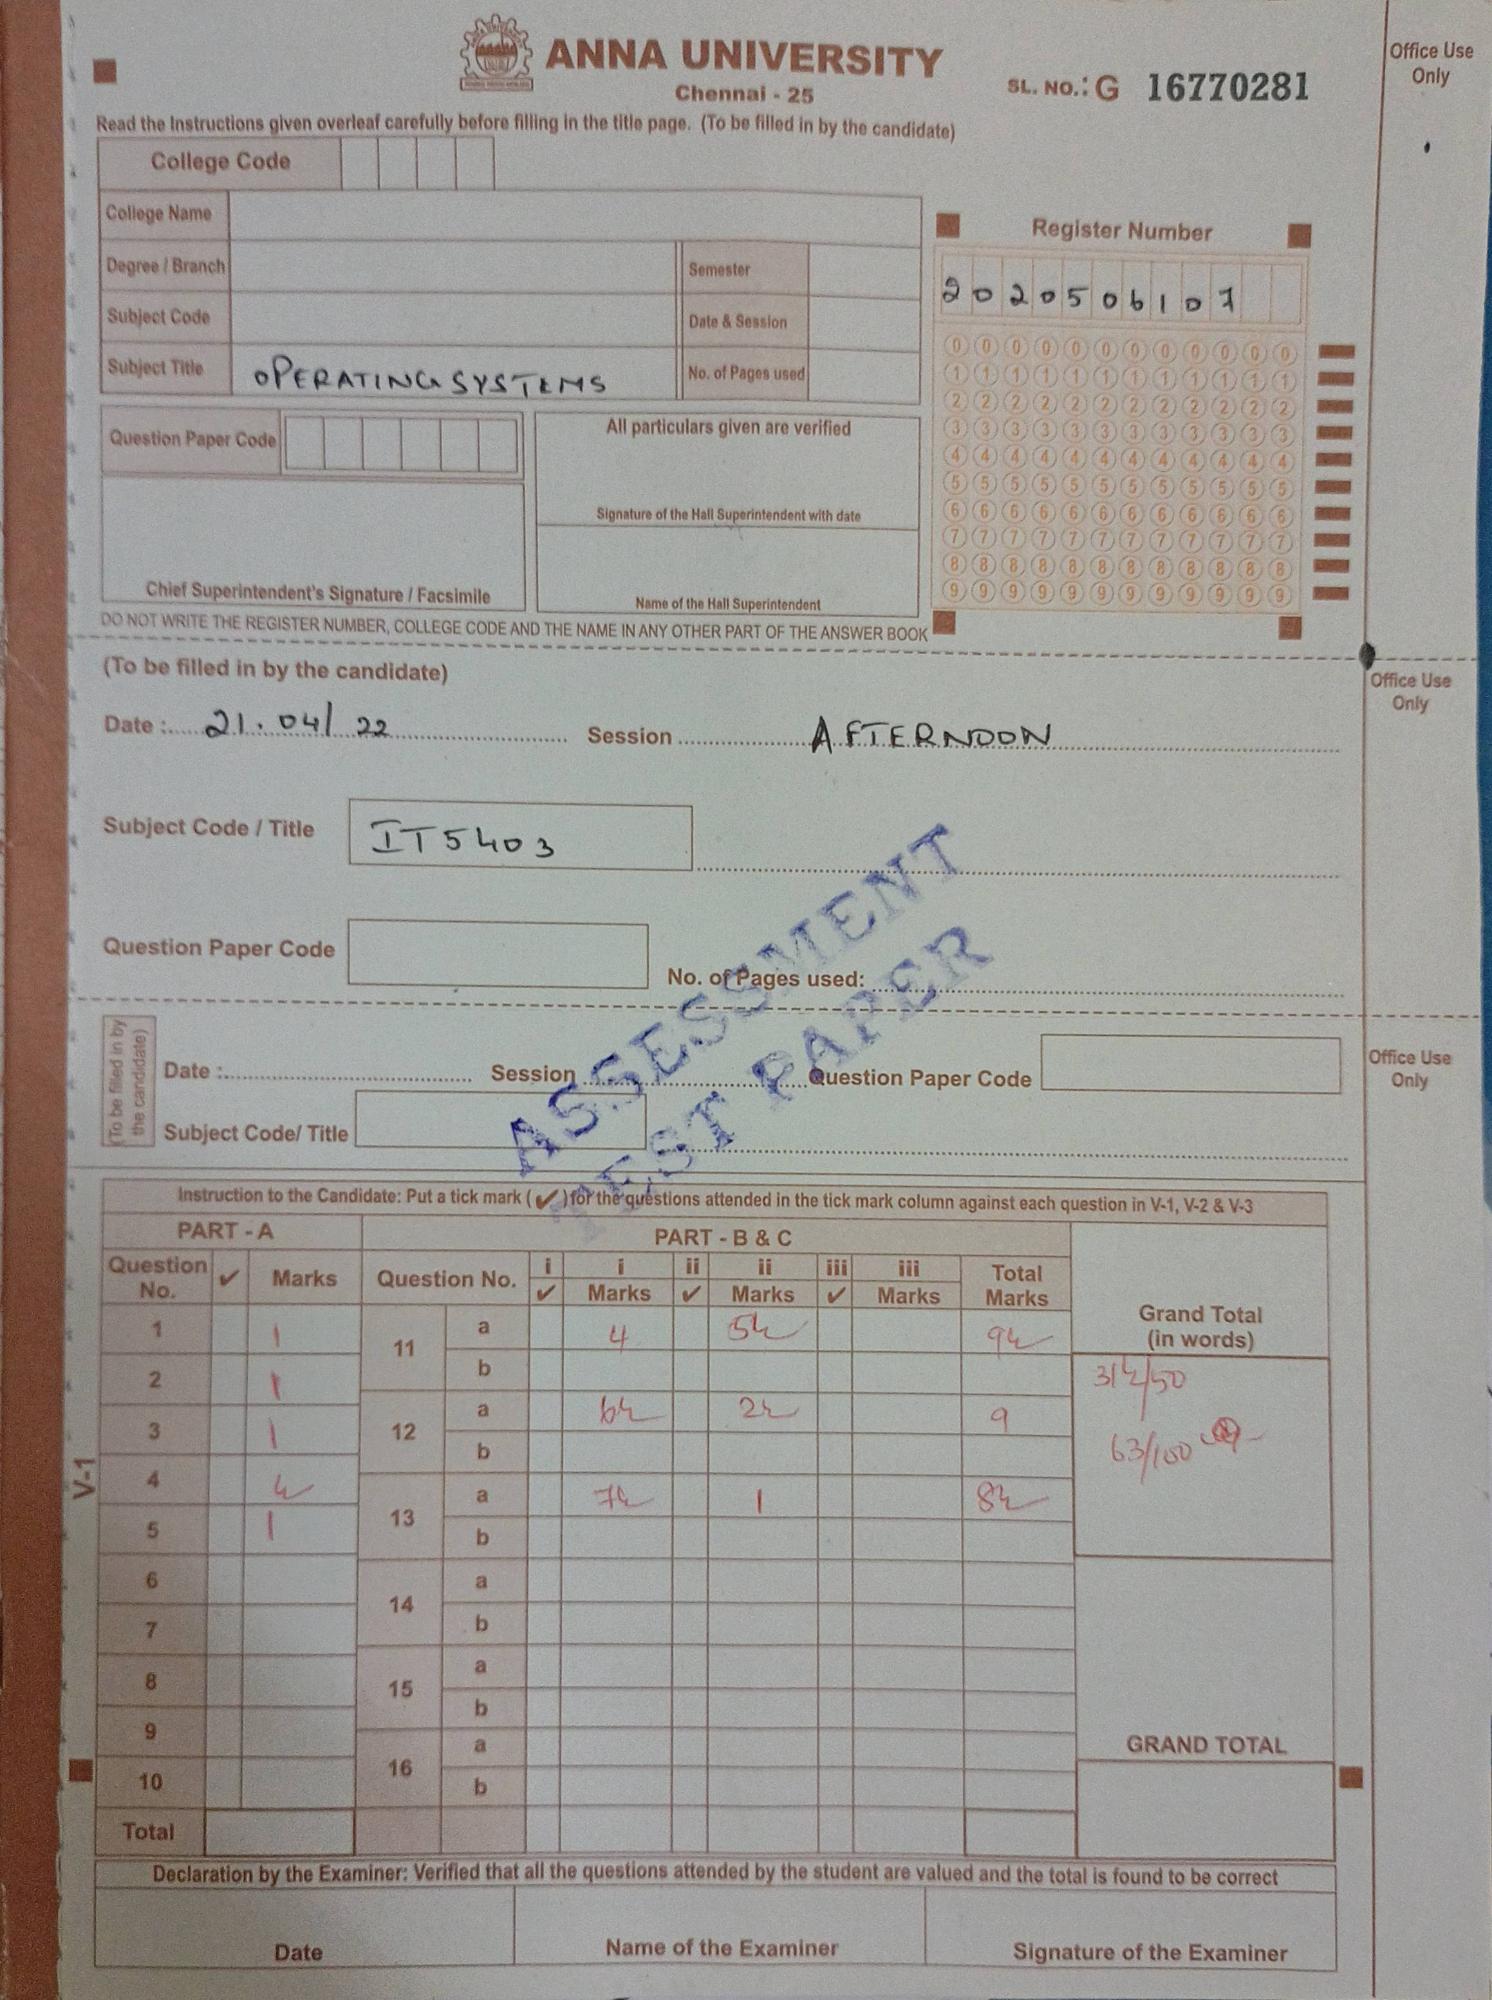 ANNA UNIVERSITY
Chennai - 25
SL. NO.: G 16770281
Office Use
Only
Read the Instructions given overleaf carefully before filling in the title page. (To be filled in by the candidate)
College Code
College Name
Degree / Branch
Semester
Subject Code
Date & Session
Subject Title OPERATING SYSTEMS
No. of Pages used
Register Number
2020506107
0 0 0 0 0 0 0 0 0 0 0 0
1 1 1 1 1 1 1 1 1 1 1 1
2 2 2 2 2 2 2 2 2 2 2 2
3 3 3 3 3 3 3 3 3 3 3 3
4 4 4 4 4 4 4 4 4 4 4 4
5 5 5 5 5 5 5 5 5 5 5 5
6 6 6 6 6 6 6 6 6 6 6 6
7 7 7 7 7 7 7 7 7 7 7 7
8 8 8 8 8 8 8 8 8 8 8 8
9 9 9 9 9 9 9 9 9 9 9 9
Question Paper Code
All particulars given are verified
Signature of the Hall Superintendent with date
Chief Superintendent's Signature / Facsimile
Name of the Hall Superintendent
DO NOT WRITE THE REGISTER NUMBER, COLLEGE CODE AND THE NAME IN ANY OTHER PART OF THE ANSWER BOOK
(To be filled in by the candidate)
Office Use
Only
Date : 21.04/22 Session AFTERNOON
Subject Code / Title IT5403
Question Paper Code
No. of Pages used:
ASSESSMENT
TEST PAPER
(To be filled in by
the candidate)
Date : Session Question Paper Code
Subject Code/ Title
Office Use
Only
Instruction to the Candidate: Put a tick mark (✓) for the questions attended in the tick mark column against each question in V-1, V-2 & V-3
PART - A
PART - B & C
Question No. ✓ Marks
Question No. i ✓ i Marks ii ✓ ii Marks iii ✓ iii Marks Total Marks
Grand Total
(in words)
V-1
1 1 11 a 4 5½ 9½
2 1 b
31½/50
3 1 12 a 6½ 2½ 9
b
63/100
4 ½ 13 a 7½ 1 8½
5 1 b
6 14 a
7 b
8 15 a
9 b
10 16 a
b
GRAND TOTAL
Total
Declaration by the Examiner: Verified that all the questions attended by the student are valued and the total is found to be correct
Date
Name of the Examiner
Signature of the Examiner